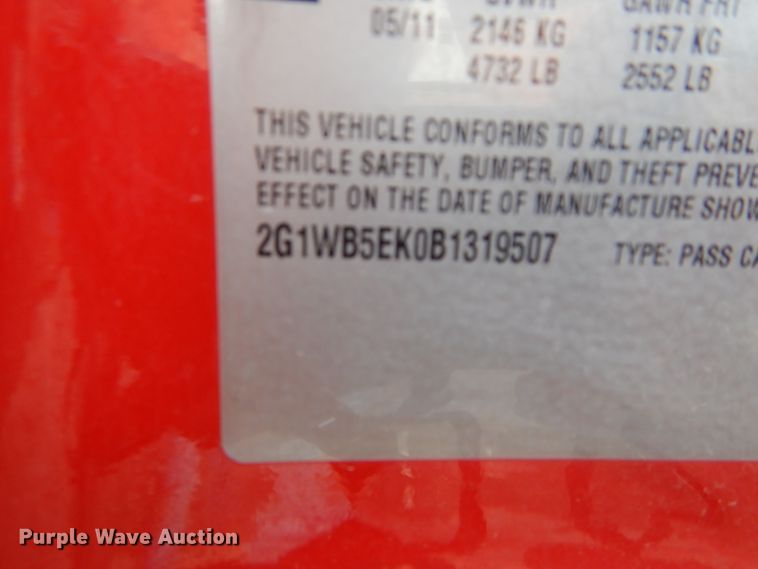 05/11 2146 KG 1157 KG
4732 LB 2552 LB
THIS VEHICLE CONFORMS TO ALL
VEHICLE SAFETY, BUMPER, AND THEFT
EFFECT ON THE DATE OF MANUFACTURE
2G1WB5EK0B1319507 TYPE: PASS
Purple Wave Auction